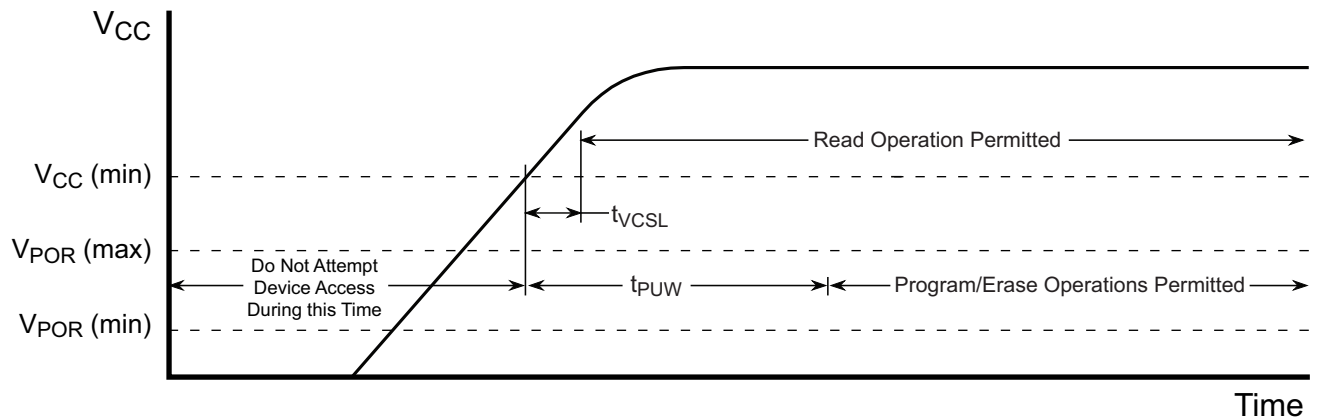 VCC
Read Operation Permitted
VCC (min)
tVCSL
VPOR (max)
Do Not Attempt
Device Access
During this Time
tPUW
Program/Erase Operations Permitted
VPOR (min)
Time